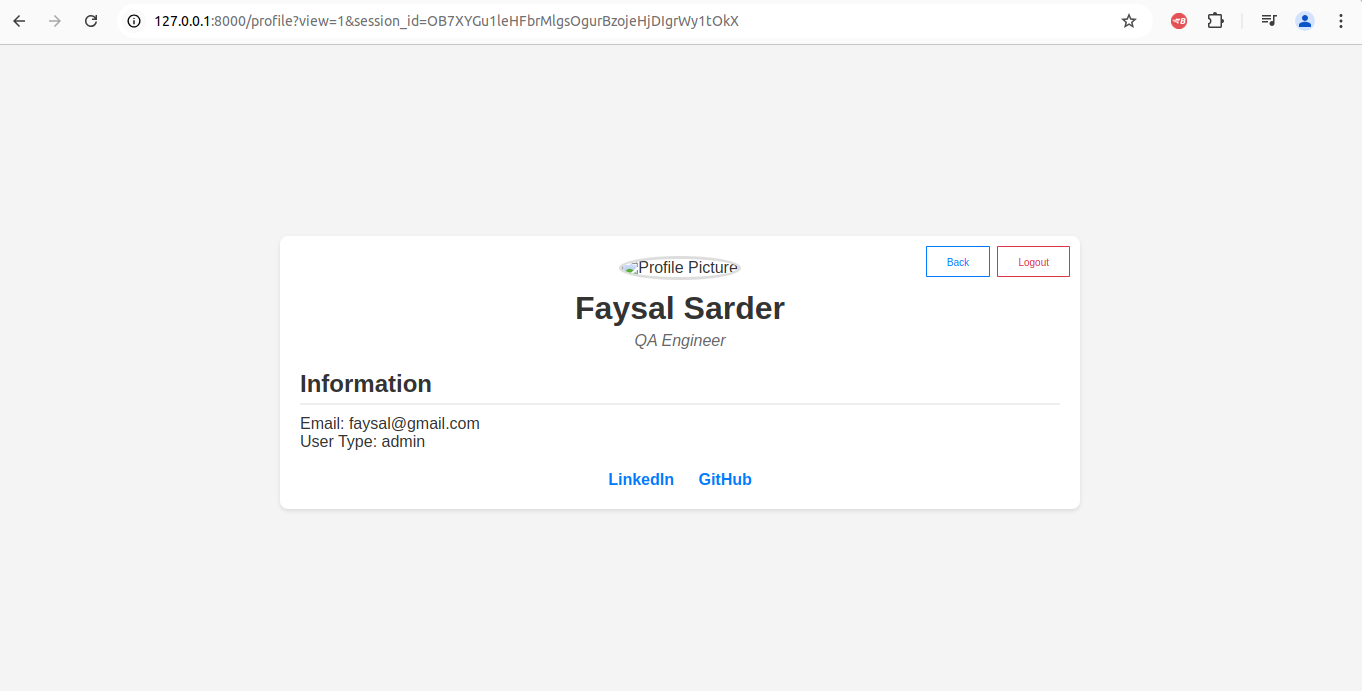 127.0.0.1:8000/profile?view=1&session_id=OB7XYGu1leHFbrMlgsOgurBzojeHjDIgrWy1tOkX
Back Logout
Profile Picture
Faysal Sarder
QA Engineer
Information
Email: faysal@gmail.com
User Type: admin
LinkedIn GitHub